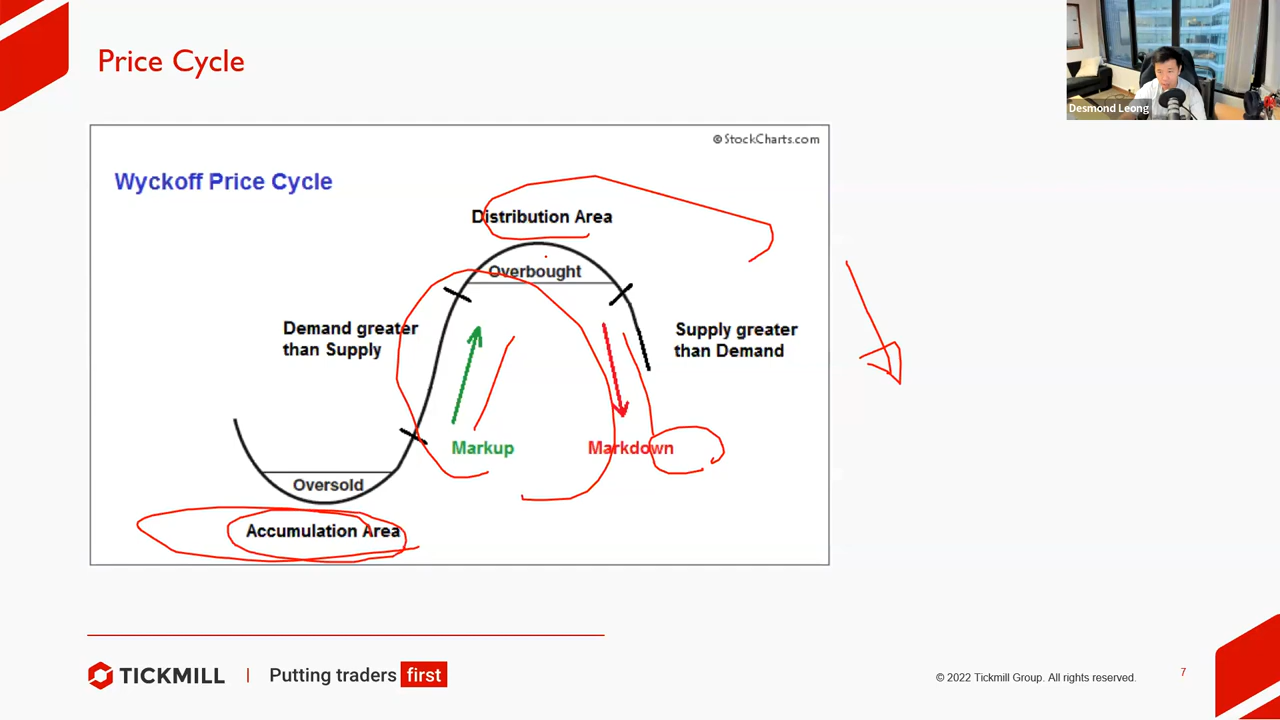 Price Cycle
Desmond Leong
©StockCharts.com
Wyckoff Price Cycle
Distribution Area
Overbought
Demand greater
than Supply
Supply greater
than Demand
Markup
Markdown
Oversold
Accumulation Area
TICKMILL | Putting traders first
© 2022 Tickmill Group. All rights reserved.
7